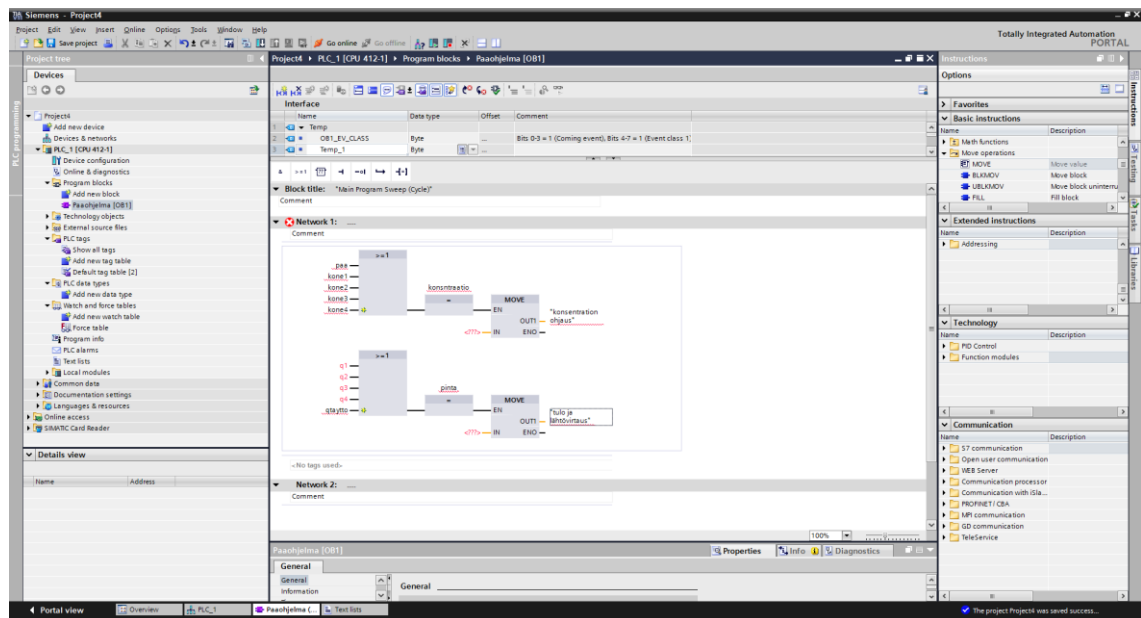 Siemens - Project4
Project Edit View Insert Online Options Tools Window Help
Totally Integrated Automation
PORTAL
Save project
Go online
Go offline
Project tree
Devices
PLC programming
Project4
Add new device
Devices & networks
PLC_1 [CPU 412-1]
Device configuration
Online & diagnostics
Program blocks
Add new block
Paaohjelma [OB1]
Technology objects
External source files
PLC tags
Show all tags
Add new tag table
Default tag table [2]
PLC data types
Add new data type
Watch and force tables
Add new watch table
Force table
Program info
PLC alarms
Text lists
Local modules
Common data
Documentation settings
Languages & resources
Online access
SIMATIC Card Reader
Details view
Name Address
Project4 PLC_1 [CPU 412-1] Program blocks Paaohjelma [OB1]
Interface
Name Data type Offset Comment
1 Temp
2 OB1_EV_CLASS Byte ... Bits 0-3 = 1 (Coming event), Bits 4-7 = 1 (Event class 1)
3 Temp_1 Byte ...
& >=1 [??] -| -o| -[=]
Block title: "Main Program Sweep (Cycle)"
Comment
Network 1: ....
Comment
>=1
paa
kone1
kone2
kone3
kone4
konsntraatio
=
MOVE
EN
"konsentration
ohjaus"
OUT1
<???> IN ENO
>=1
q1
q2
q3
q4
qtaytto
pinta
=
MOVE
EN
"tulo ja
lähtövirtaus"
OUT1
<???> IN ENO
<No tags used>
Network 2: ....
Comment
100%
Paaohjelma [OB1]
Properties Info Diagnostics
General
General
Information
General
Instructions
Options
Favorites
Basic instructions
Name Description
Math functions
Move operations
MOVE Move value
BLKMOV Move block
UBLKMOV Move block uninterru
FILL Fill block
Extended instructions
Name Description
Addressing
Technology
Name Description
PID Control
Function modules
Communication
Name Description
S7 communication
Open user communication
WEB Server
Communication processor
Communication with iSla...
PROFINET / CBA
MPI communication
GD communication
TeleService
Instructions
Testing
Tasks
Libraries
Portal view
Overview
PLC_1
Paaohjelma (...
Text lists
The project Project4 was saved success...